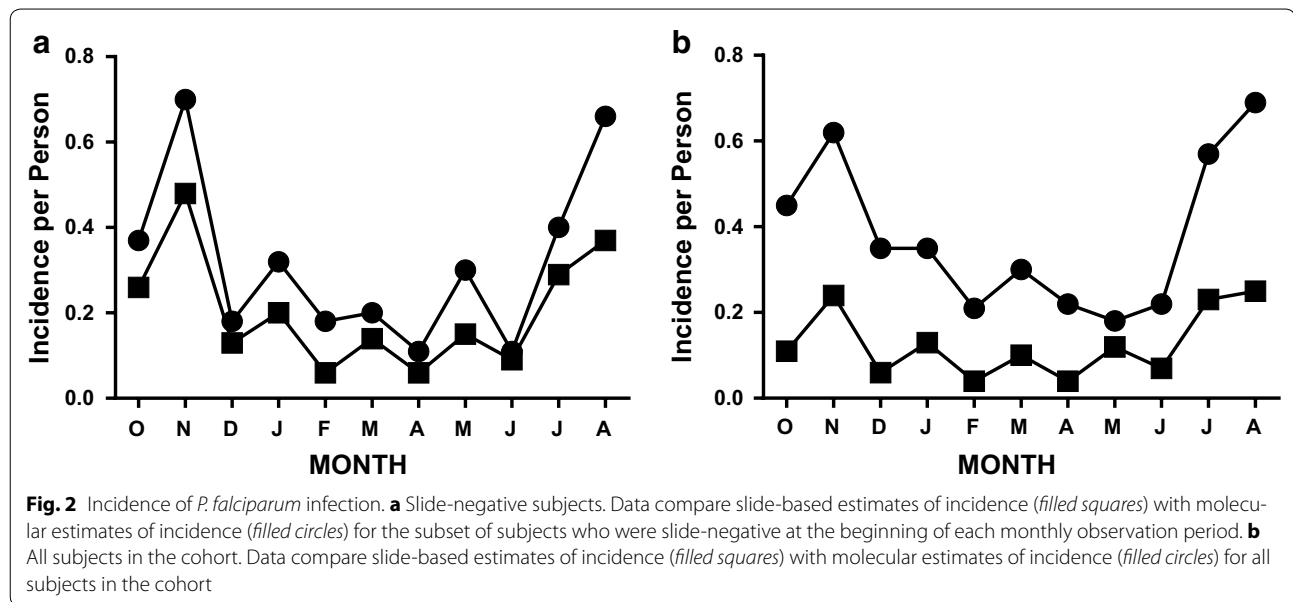 a
b
0.8
0.6
0.4
0.2
0.0
Incidence per Person
O N D J F M A M J J A
MONTH
0.8
0.6
0.4
0.2
0.0
Incidence per Person
O N D J F M A M J J A
MONTH
Fig. 2 Incidence of P. falciparum infection. a Slide-negative subjects. Data compare slide-based estimates of incidence (filled squares) with molecu-
lar estimates of incidence (filled circles) for the subset of subjects who were slide-negative at the beginning of each monthly observation period. b
All subjects in the cohort. Data compare slide-based estimates of incidence (filled squares) with molecular estimates of incidence (filled circles) for all
subjects in the cohort